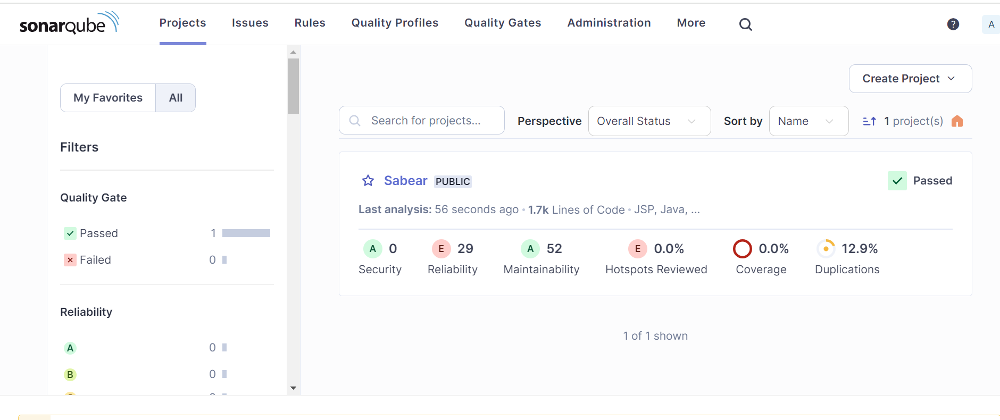 sonarqube Projects Issues Rules Quality Profiles Quality Gates Administration More ? A
My Favorites All
Filters
Quality Gate
Passed 1
Failed 0
Reliability
A 0
B 0
Create Project
Search for projects... Perspective Overall Status Sort by Name 1 project(s)
Sabear PUBLIC Passed
Last analysis: 56 seconds ago • 1.7k Lines of Code • JSP, Java, ...
A 0 E 29 A 52 E 0.0% 0.0% 12.9%
Security Reliability Maintainability Hotspots Reviewed Coverage Duplications
1 of 1 shown